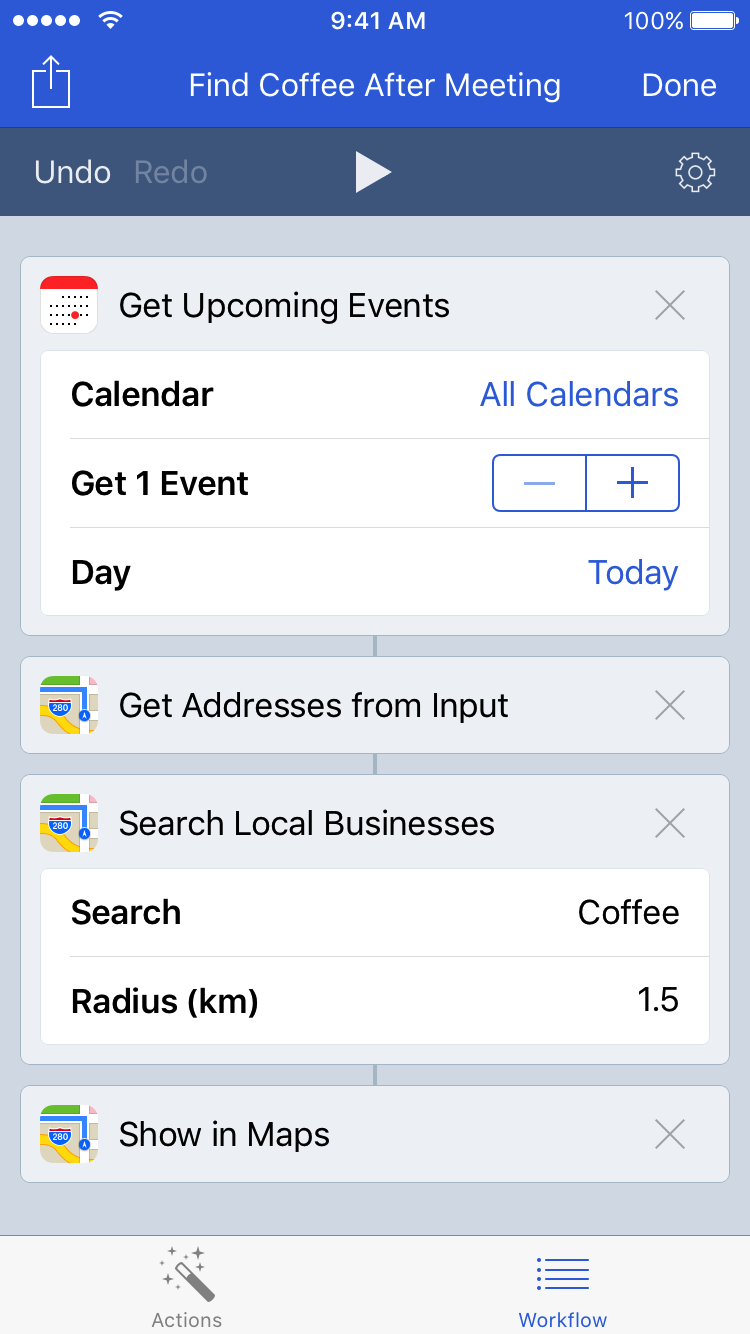 9:41 AM 100%
Find Coffee After Meeting Done
Undo Redo
Get Upcoming Events
Calendar All Calendars
Get 1 Event
Day Today
280
Get Addresses from Input
280
Search Local Businesses
Search Coffee
Radius (km) 1.5
280
Show in Maps
Actions Workflow